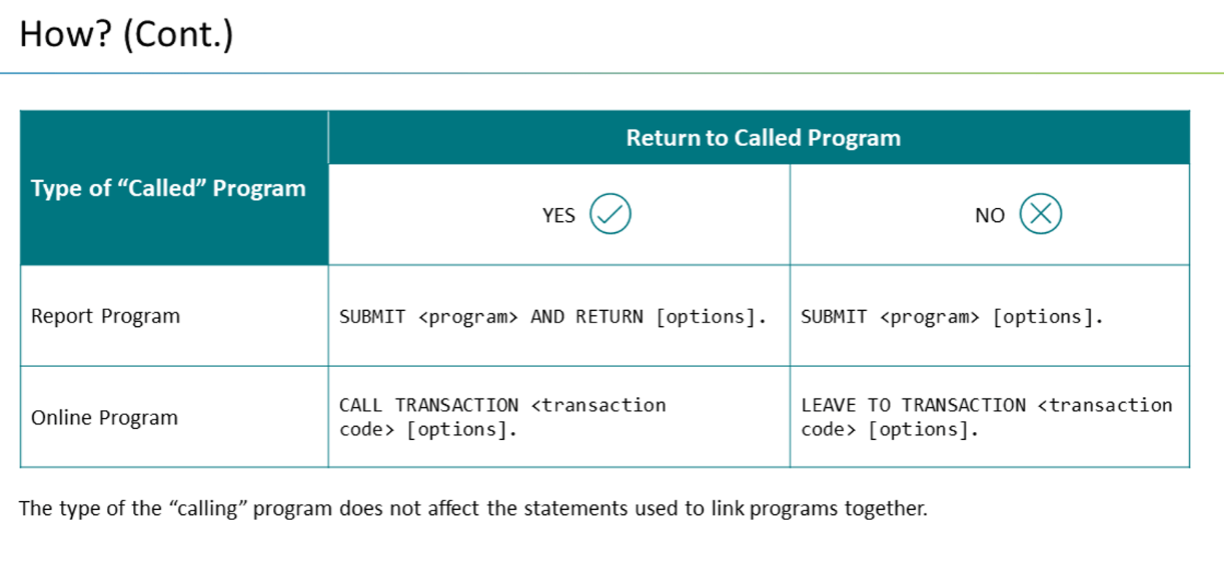 How? (Cont.)
Return to Called Program
Type of “Called” Program
YES
NO
Report Program
SUBMIT <program> AND RETURN [options].
SUBMIT <program> [options].
Online Program
CALL TRANSACTION <transaction
code> [options].
LEAVE TO TRANSACTION <transaction
code> [options].
The type of the “calling” program does not affect the statements used to link programs together.